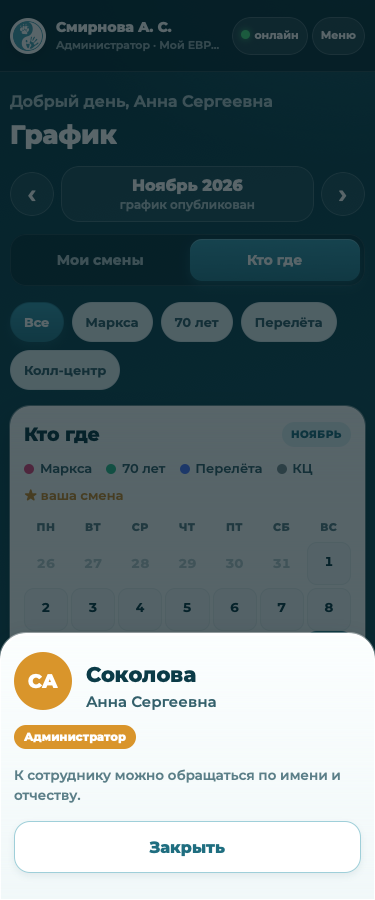 Смирнова А. С.
Администратор · Мой ЕВР...
онлайн
Меню
Добрый день, Анна Сергеевна
График
‹
Ноябрь 2026
график опубликован
›
Мои смены
Кто где
Все
Маркса
70 лет
Перелёта
Колл-центр
Кто где
НОЯБРЬ
Маркса
70 лет
Перелёта
КЦ
★ ваша смена
ПН ВТ СР ЧТ ПТ СБ ВС
26 27 28 29 30 31 1
2 3 4 5 6 7 8
СА
Соколова
Анна Сергеевна
Администратор
К сотруднику можно обращаться по имени и
отчеству.
Закрыть